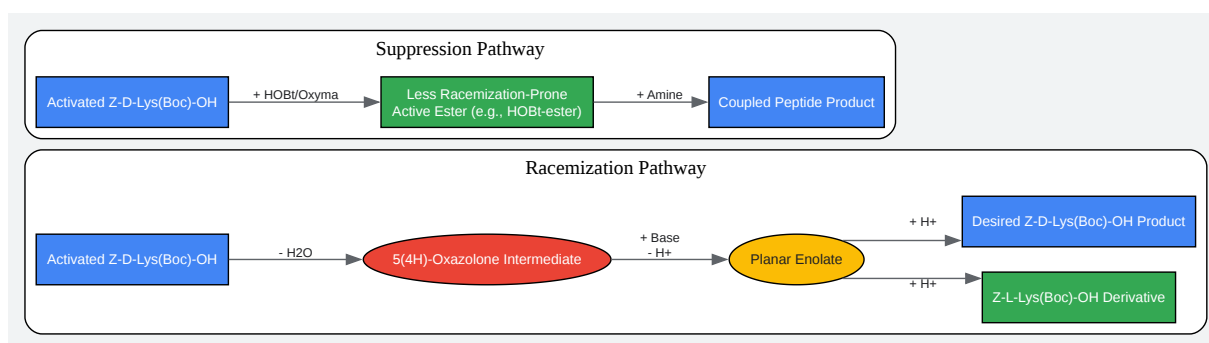 Suppression Pathway
Activated Z-D-Lys(Boc)-OH
+ HOBt/Oxyma
Less Racemization-Prone
Active Ester (e.g., HOBt-ester)
+ Amine
Coupled Peptide Product
Racemization Pathway
Activated Z-D-Lys(Boc)-OH
- H2O
5(4H)-Oxazolone Intermediate
+ Base
- H+
Planar Enolate
+ H+
Desired Z-D-Lys(Boc)-OH Product
+ H+
Z-L-Lys(Boc)-OH Derivative